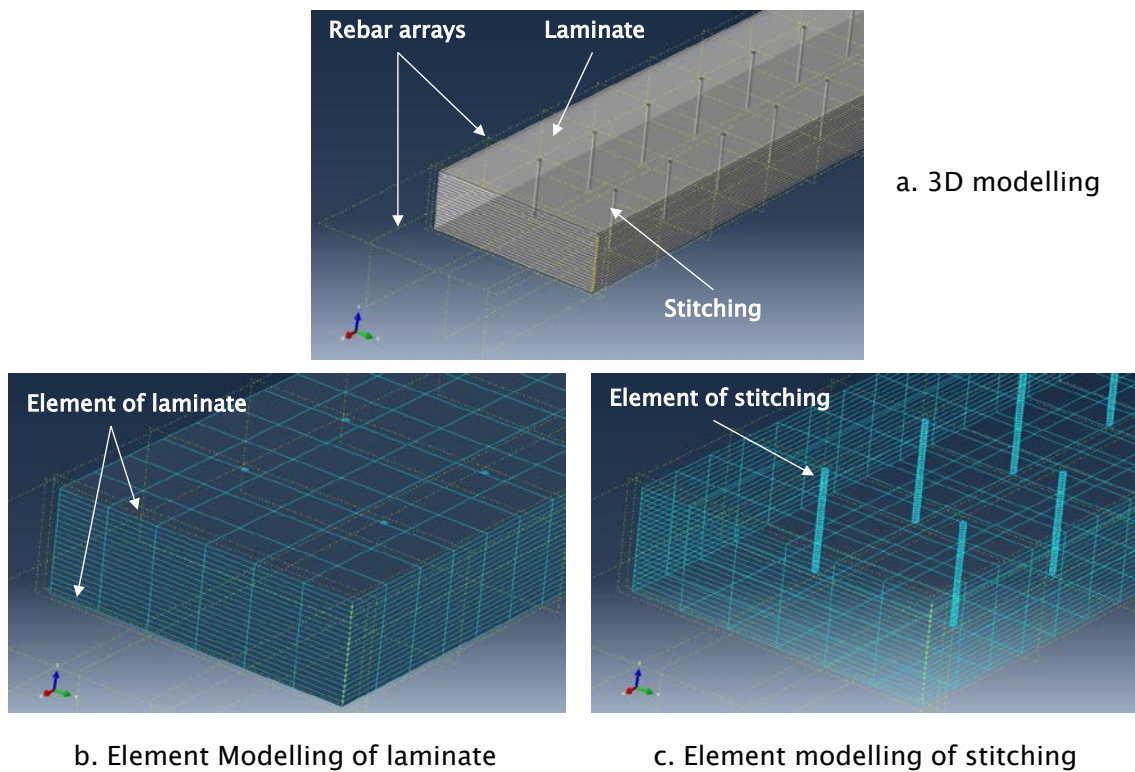 Rebar arrays
Laminate
a. 3D modelling
Stitching
Element of laminate
Element of stitching
b. Element Modelling of laminate
c. Element modelling of stitching